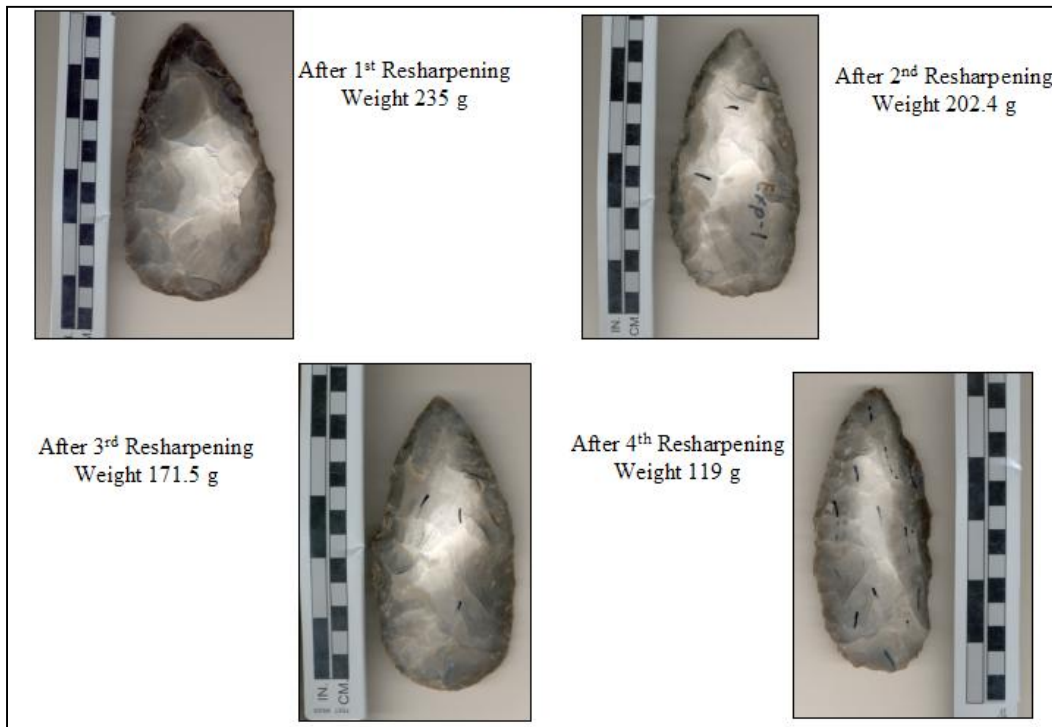 After 1st Resharpening
Weight 235 g
After 2nd Resharpening
Weight 202.4 g
Exp-1
IN.
CM.
After 3rd Resharpening
Weight 171.5 g
After 4th Resharpening
Weight 119 g
IN.
CM.